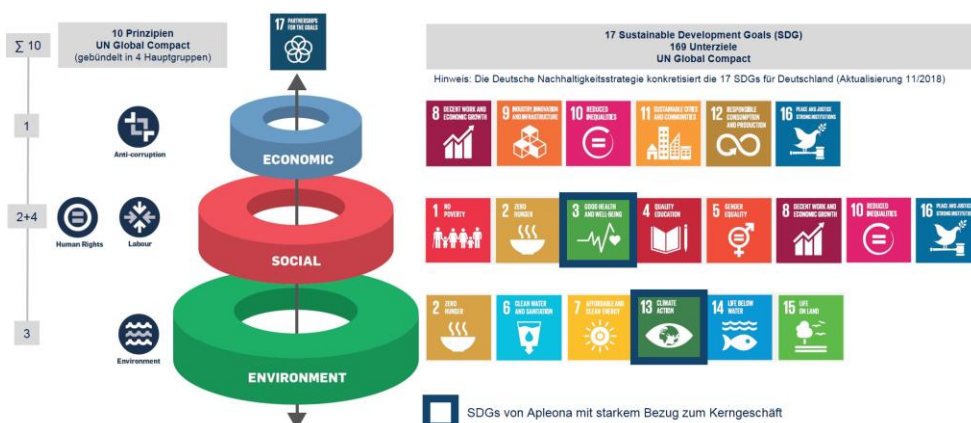 ∑ 10
10 Prinzipien
UN Global Compact
(gebündelt in 4 Hauptgruppen)
17 PARTNERSHIPS
FOR THE GOALS
17 Sustainable Development Goals (SDG)
169 Unterziele
UN Global Compact
Hinweis: Die Deutsche Nachhaltigkeitsstrategie konkretisiert die 17 SDGs für Deutschland (Aktualisierung 11/2018)
1
Anti-corruption
ECONOMIC
8 DECENT WORK AND
ECONOMIC GROWTH
9 INDUSTRY, INNOVATION
AND INFRASTRUCTURE
10 REDUCED
INEQUALITIES
11 SUSTAINABLE CITIES
AND COMMUNITIES
12 RESPONSIBLE
CONSUMPTION
AND PRODUCTION
16 PEACE AND JUSTICE
STRONG INSTITUTIONS
2+4
Human Rights
Labour
SOCIAL
1 NO
POVERTY
2 ZERO
HUNGER
3 GOOD HEALTH
AND WELL-BEING
4 QUALITY
EDUCATION
5 GENDER
EQUALITY
8 DECENT WORK AND
ECONOMIC GROWTH
10 REDUCED
INEQUALITIES
16 PEACE AND JUSTICE
STRONG INSTITUTIONS
3
Environment
ENVIRONMENT
2 ZERO
HUNGER
6 CLEAN WATER
AND SANITATION
7 AFFORDABLE AND
CLEAN ENERGY
13 CLIMATE
ACTION
14 LIFE BELOW
WATER
15 LIFE
ON LAND
SDGs von Apleona mit starkem Bezug zum Kerngeschäft